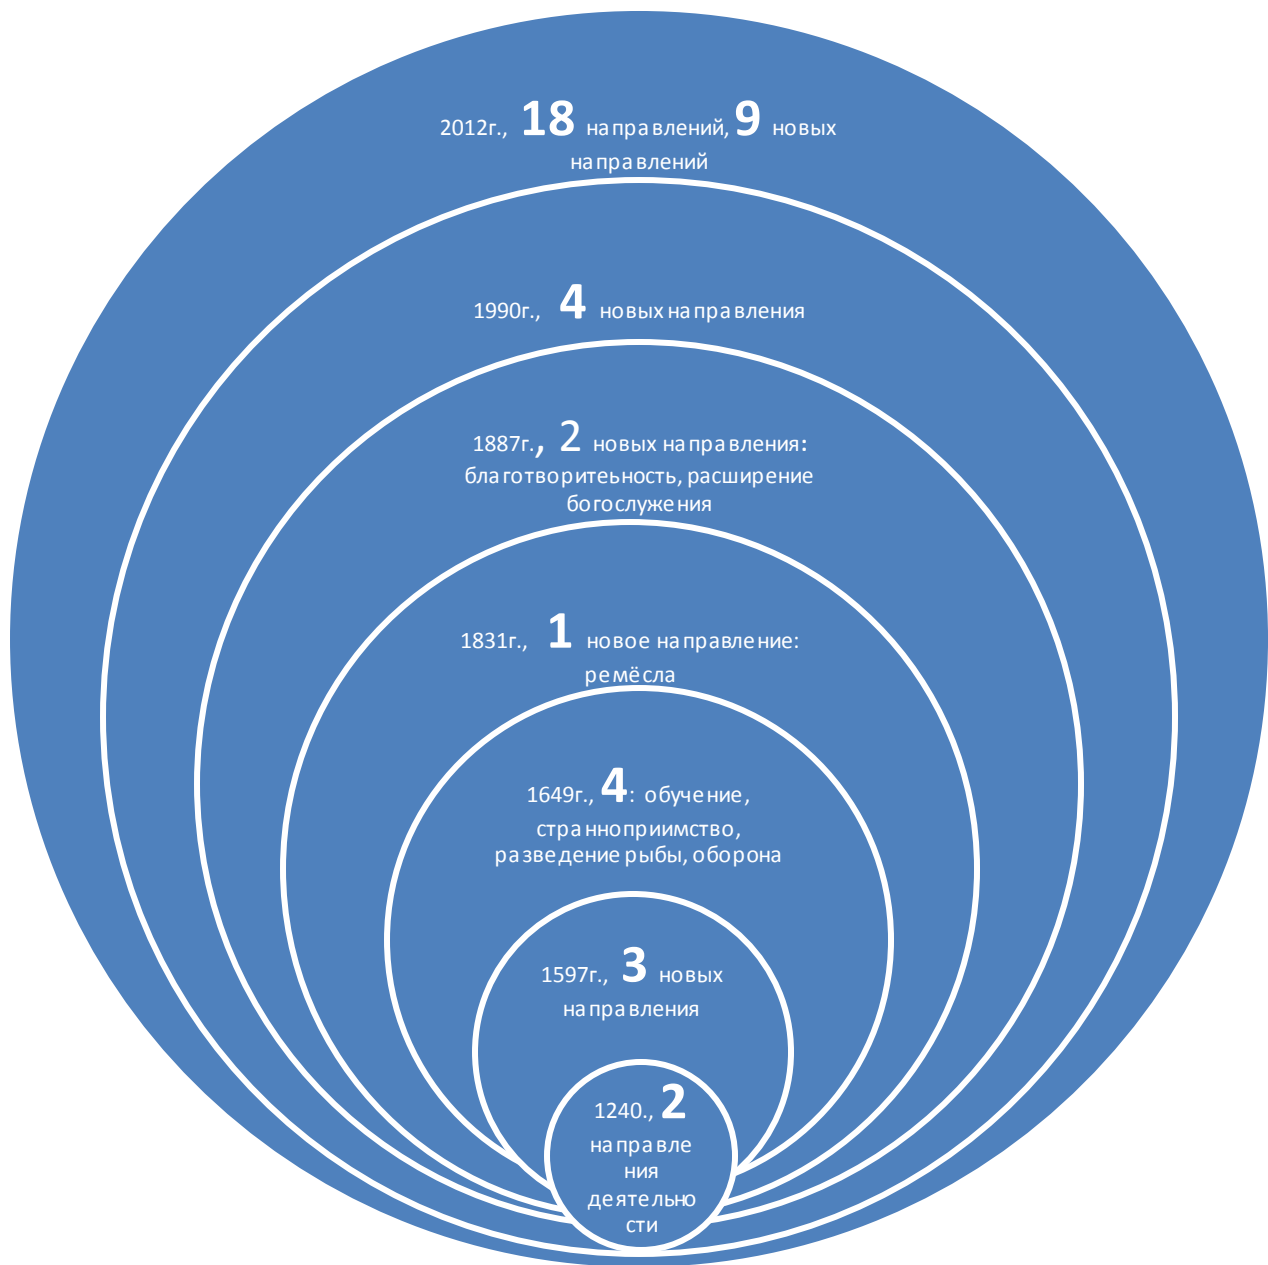 2012г., 18 направлений, 9 новых
направлений
1990г., 4 новых направления
1887г., 2 новых направления:
благотворитеьность, расширение
богослужения
1831г., 1 новое направление:
ремёсла
1649г., 4: обучение,
странноприимство,
разведение рыбы, оборона
1597г., 3 новых
направления
1240., 2
направле
ния
деятельно
сти